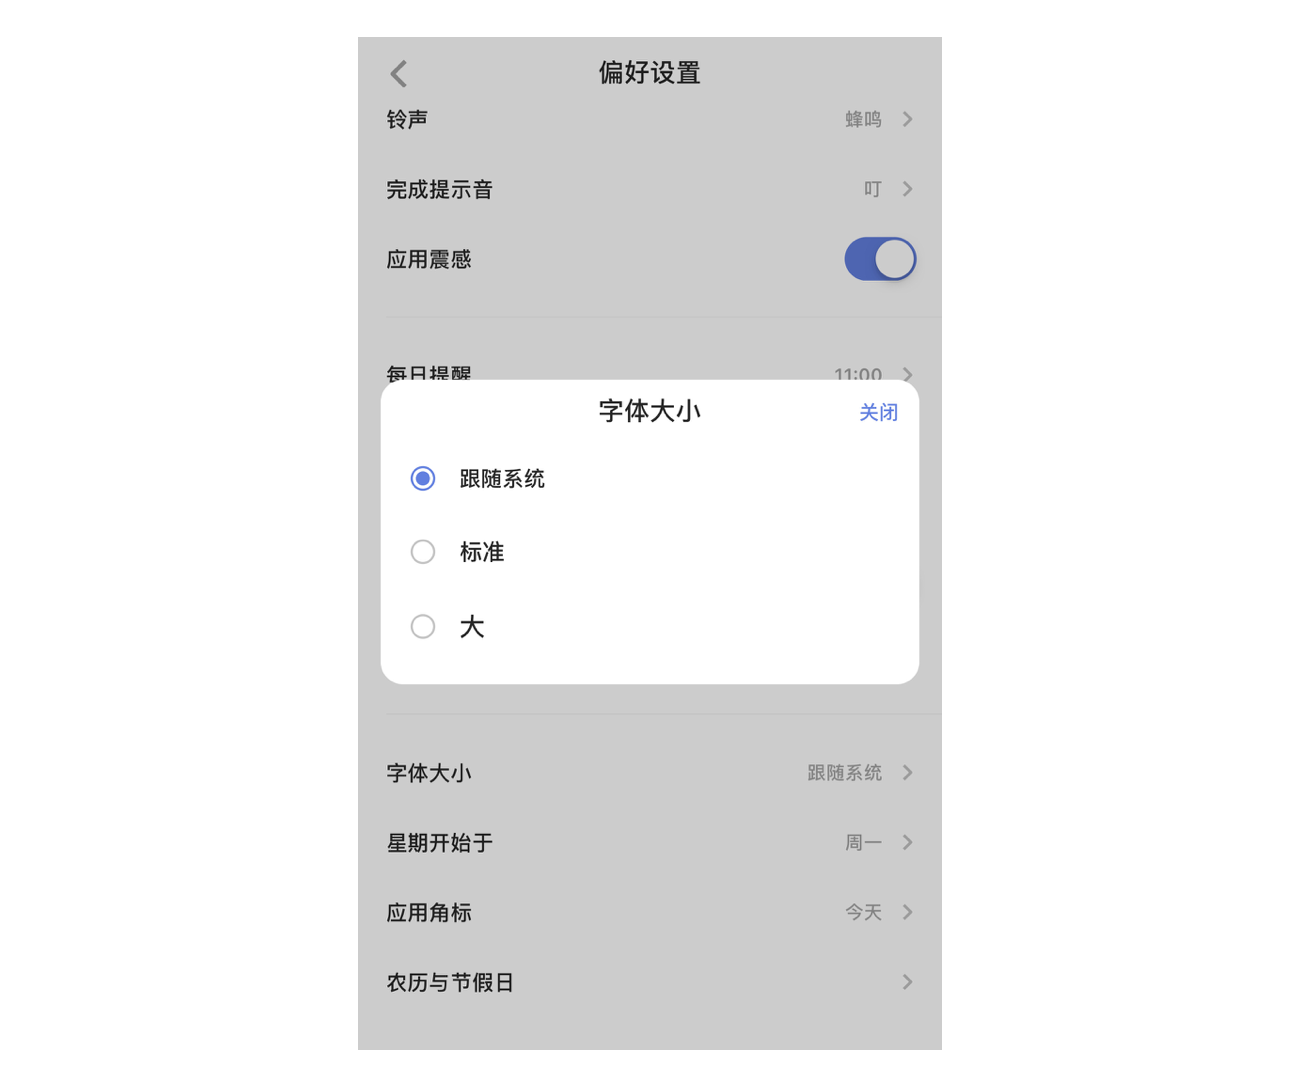 偏好设置
铃声 蜂鸣
完成提示音 叮
应用震感
每日提醒 11:00
字体大小 关闭
跟随系统
标准
大
字体大小 跟随系统
星期开始于 周一
应用角标 今天
农历与节假日